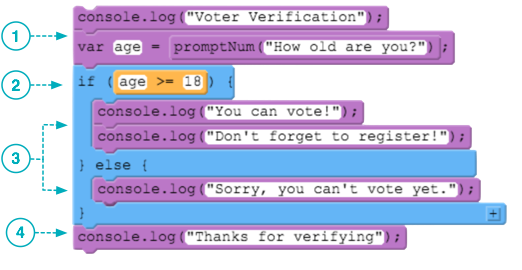 console.log("Voter Verification");
1
var age = promptNum("How old are you?");
2
if (age >= 18) {
console.log("You can vote!");
3
console.log("Don't forget to register!");
} else {
console.log("Sorry, you can't vote yet.");
}
4
console.log("Thanks for verifying");